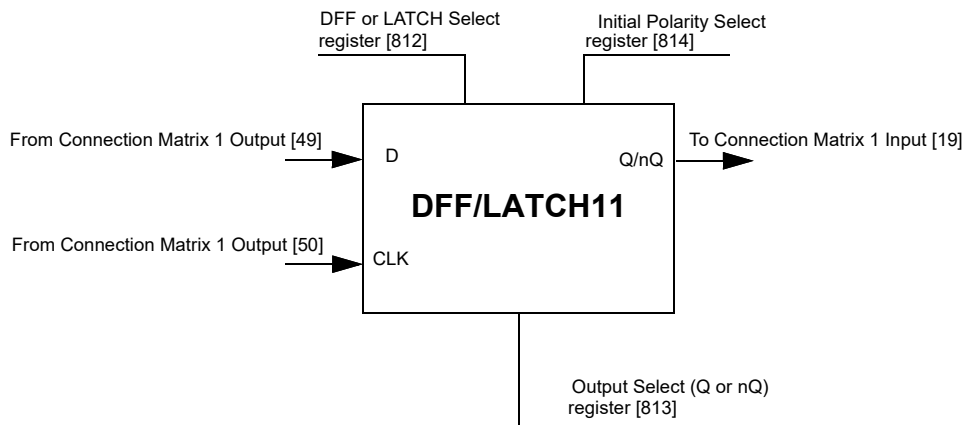 DFF or LATCH Select
register [812]
Initial Polarity Select
register [814]
From Connection Matrix 1 Output [49]
To Connection Matrix 1 Input [19]
D
Q/nQ
DFF/LATCH11
From Connection Matrix 1 Output [50]
CLK
Output Select (Q or nQ)
register [813]